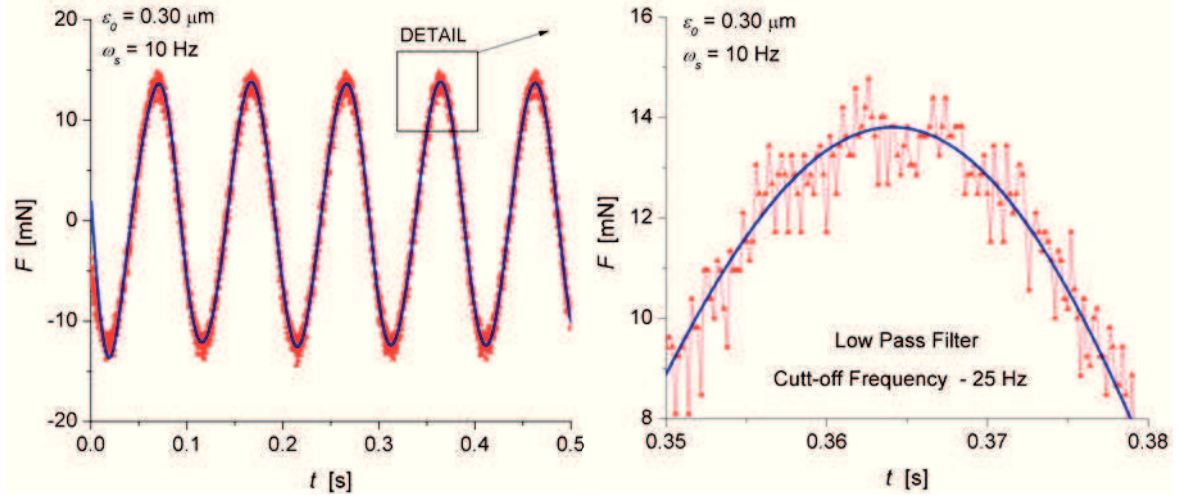 ε₀ = 0.30 μm
ωₛ = 10 Hz
DETAIL
20
10
0
-10
-20
F [mN]
0.0 0.1 0.2 0.3 0.4 0.5
t [s]
ε₀ = 0.30 μm
ωₛ = 10 Hz
16
14
12
10
8
F [mN]
Low Pass Filter
Cutt-off Frequency - 25 Hz
0.35 0.36 0.37 0.38
t [s]